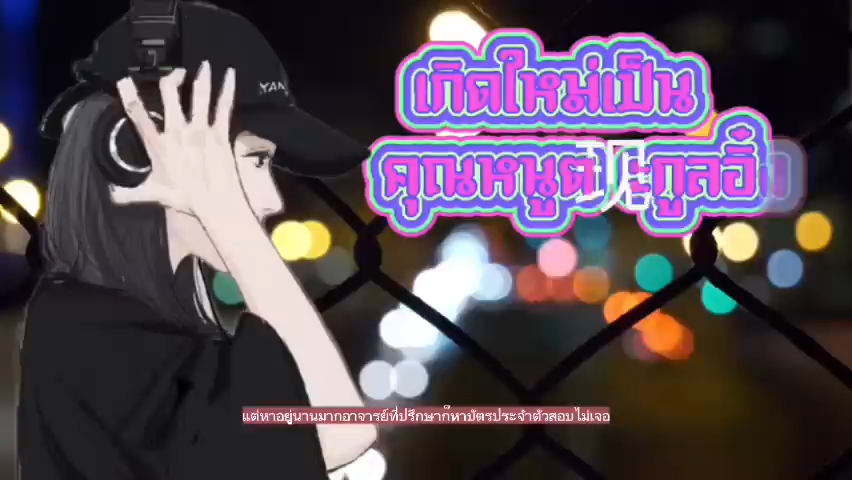 YAN
เกิดใหม่เป็น
คุณหนูตระกูลอิ๋
现
แต่หาอยู่นานมากอาจารย์ที่ปรึกษาก็หาบัตรประจำตัวสอบไม่เจอ